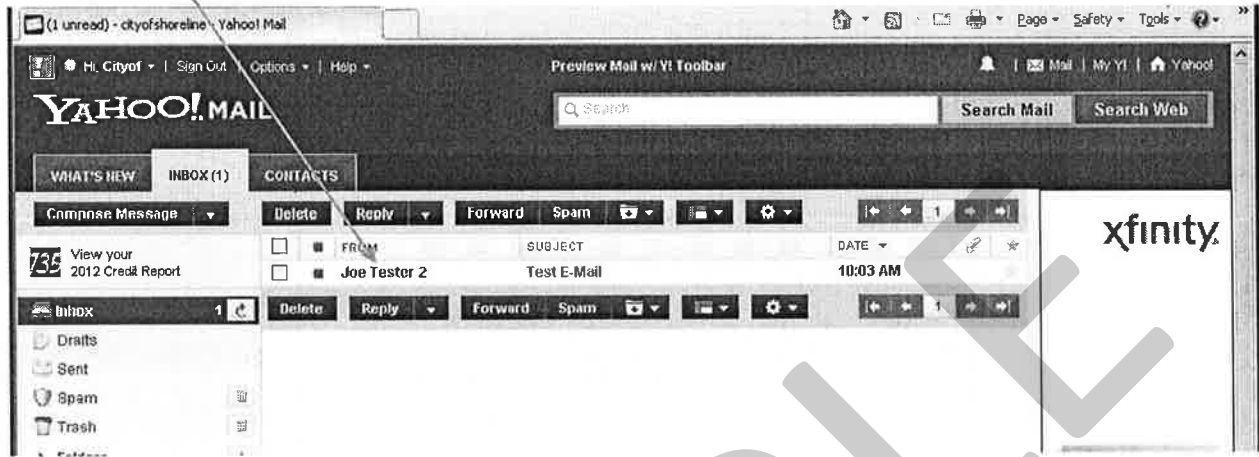 (1 unread) - cityofshoreline - Yahoo! Mail
Page Safety Tools
Hi, Cityof | Sign Out | Options | Help
Preview Mail w/ Y! Toolbar
Mail | My Y! | Yahoo!
YAHOO! MAIL
Search
Search Mail
Search Web
WHAT'S NEW INBOX (1) CONTACTS
Compose Message
Delete Reply Forward Spam
1
xfinity
735 View your
2012 Credit Report
FROM SUBJECT DATE
Joe Tester 2 Test E-Mail 10:03 AM
Inbox 1
Delete Reply Forward Spam
1
Drafts
Sent
Spam
Trash
Folders